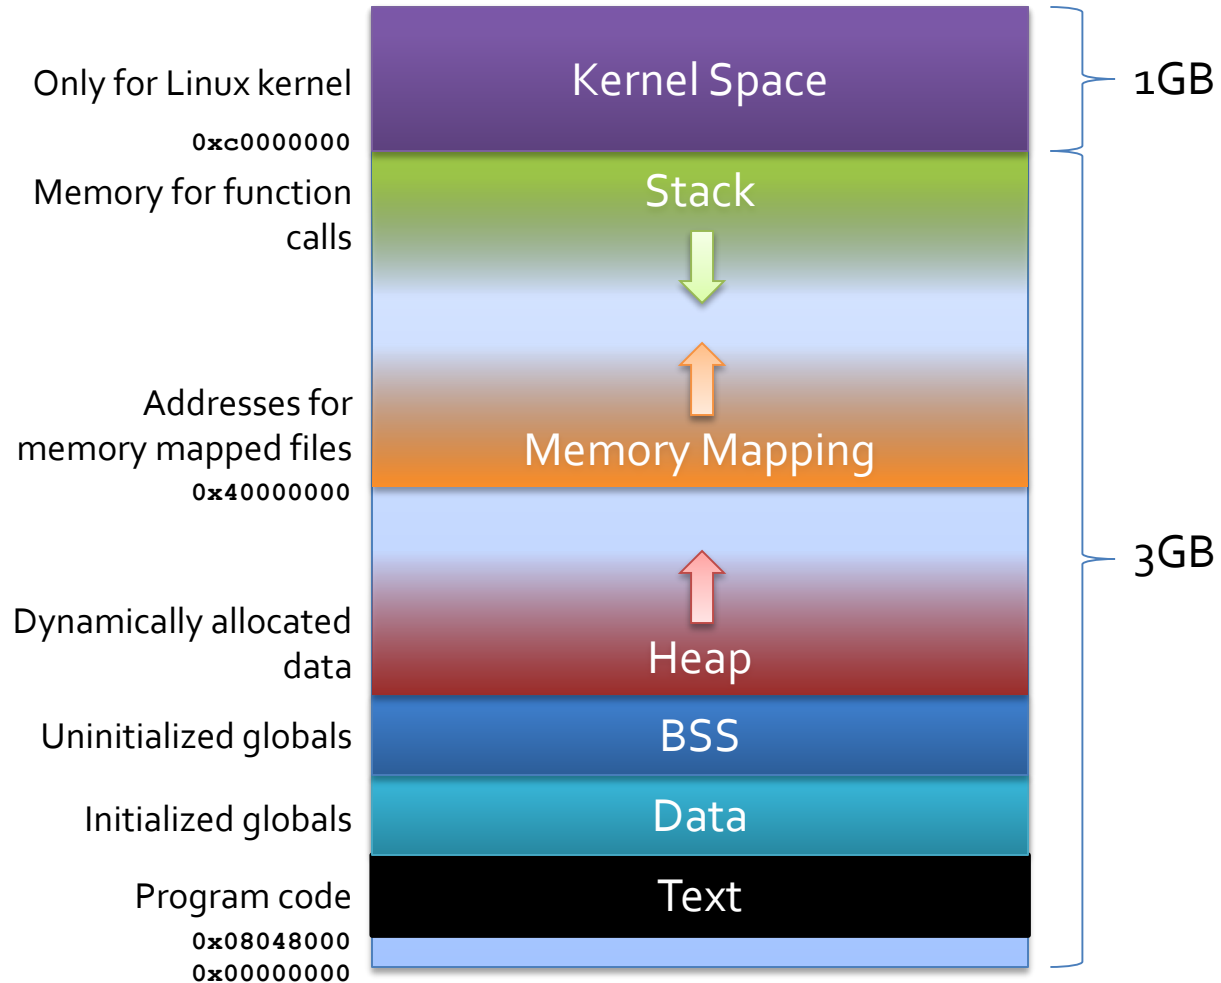 Only for Linux kernel
Kernel Space
1GB
0xc0000000
Memory for function
calls
Stack
Addresses for
memory mapped files
Memory Mapping
0x40000000
3GB
Dynamically allocated
data
Heap
Uninitialized globals
BSS
Initialized globals
Data
Program code
Text
0x08048000
0x00000000